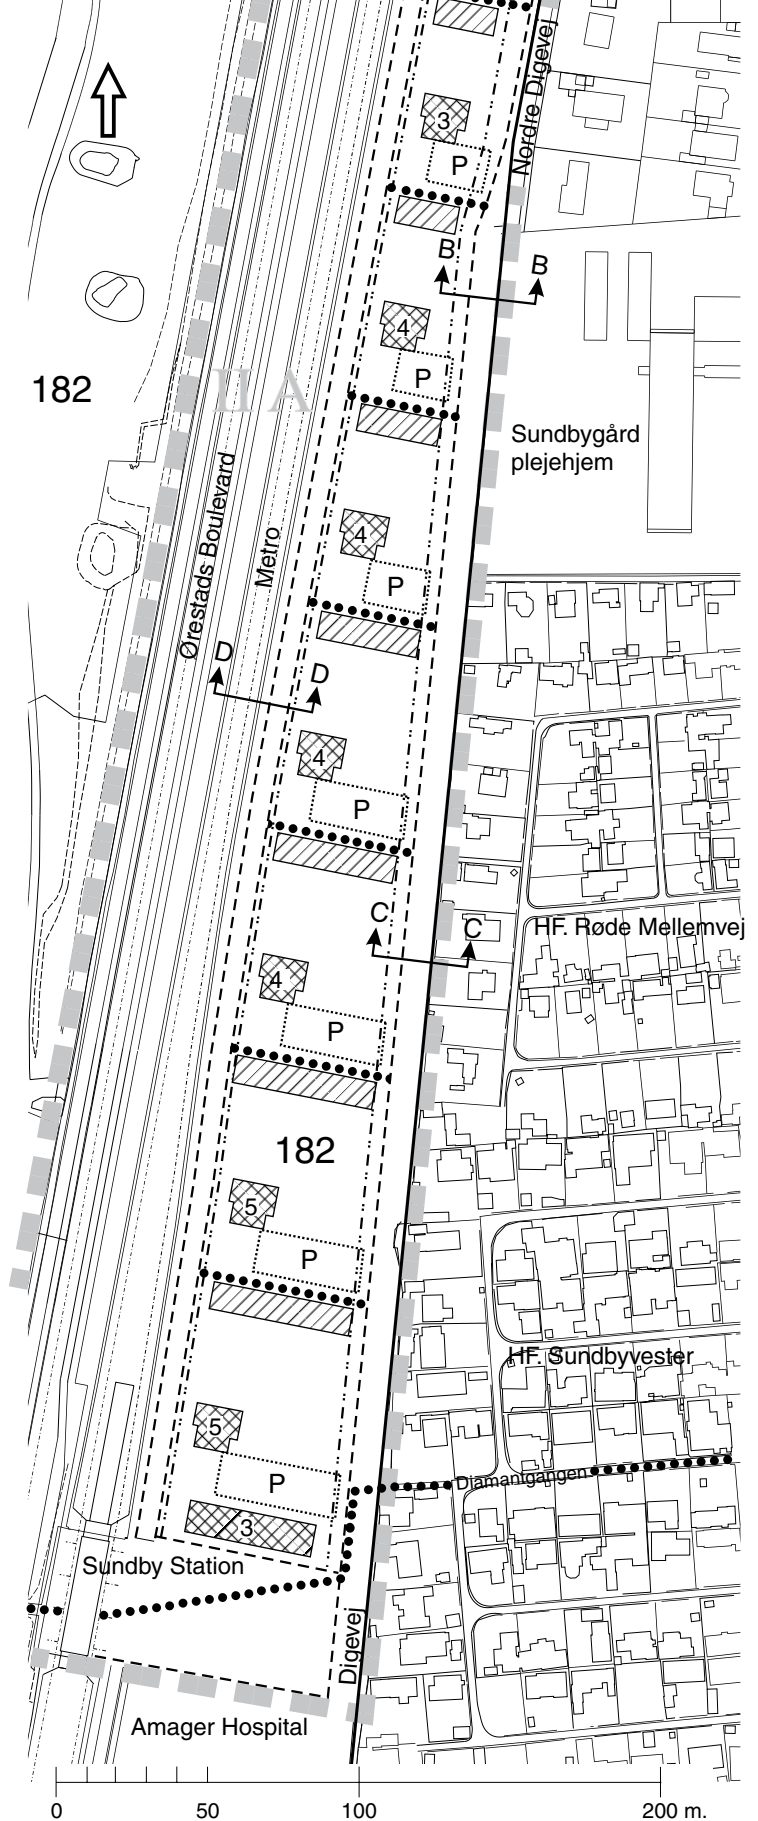 Nordre Digevej
3
P
B
B
4
P
182
II A
Sundbygård
plejehjem
Ørestads Boulevard
Metro
4
P
D
D
4
P
C
C
HF. Røde Mellemvej
4
P
182
5
P
HF. Sundbyvester
5
P
Diamantgangen
3
Sundby Station
Digevej
Amager Hospital
0 50 100 200 m.